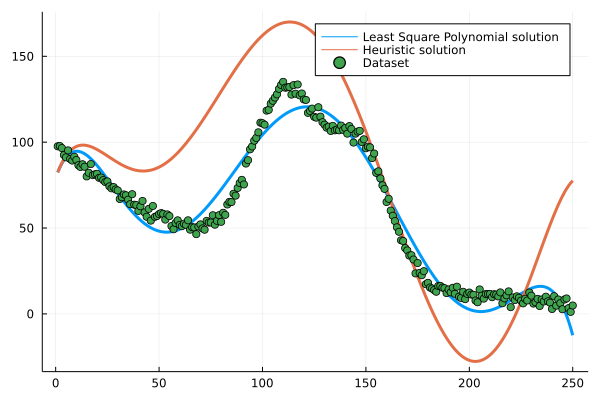 Least Square Polynomial solution
Heuristic solution
Dataset
150
100
50
0
0 50 100 150 200 250